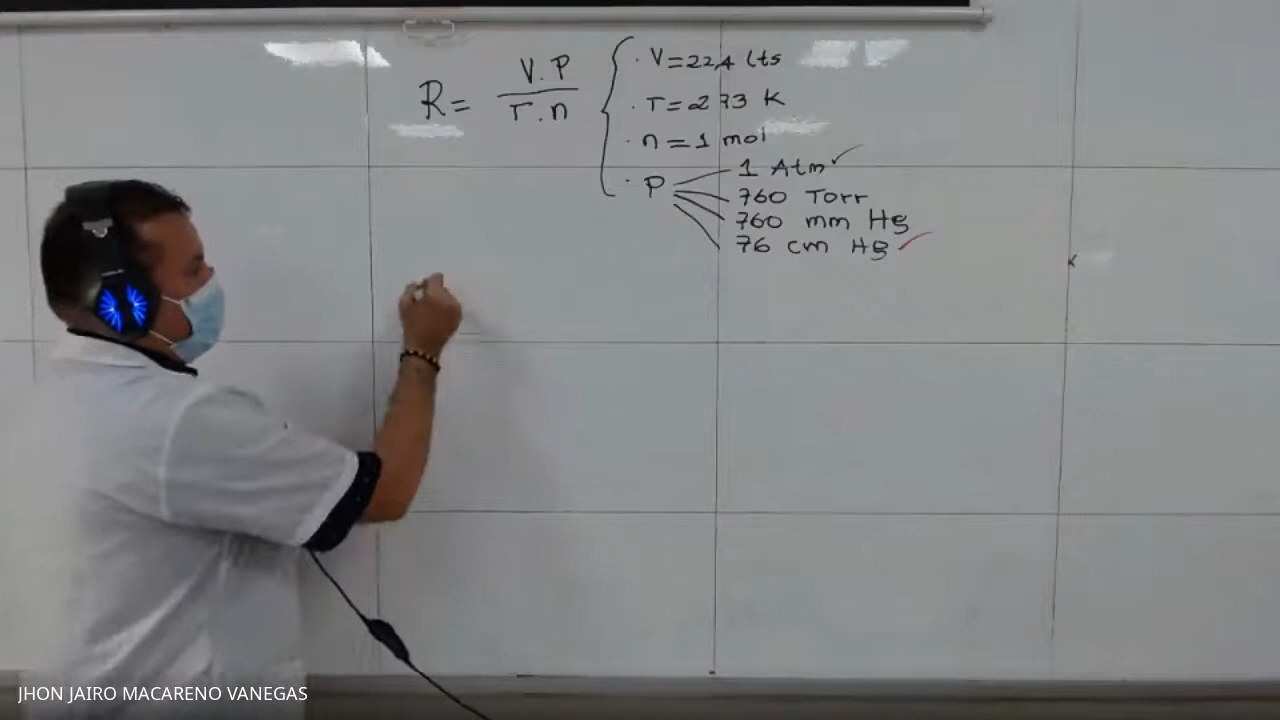 R = V.P / T.n
· V=22,4 lts
· T=273 K
· n=1 mol
· P
1 Atm ✓
760 Torr
760 mm Hg
76 cm Hg ✓
JHON JAIRO MACARENO VANEGAS